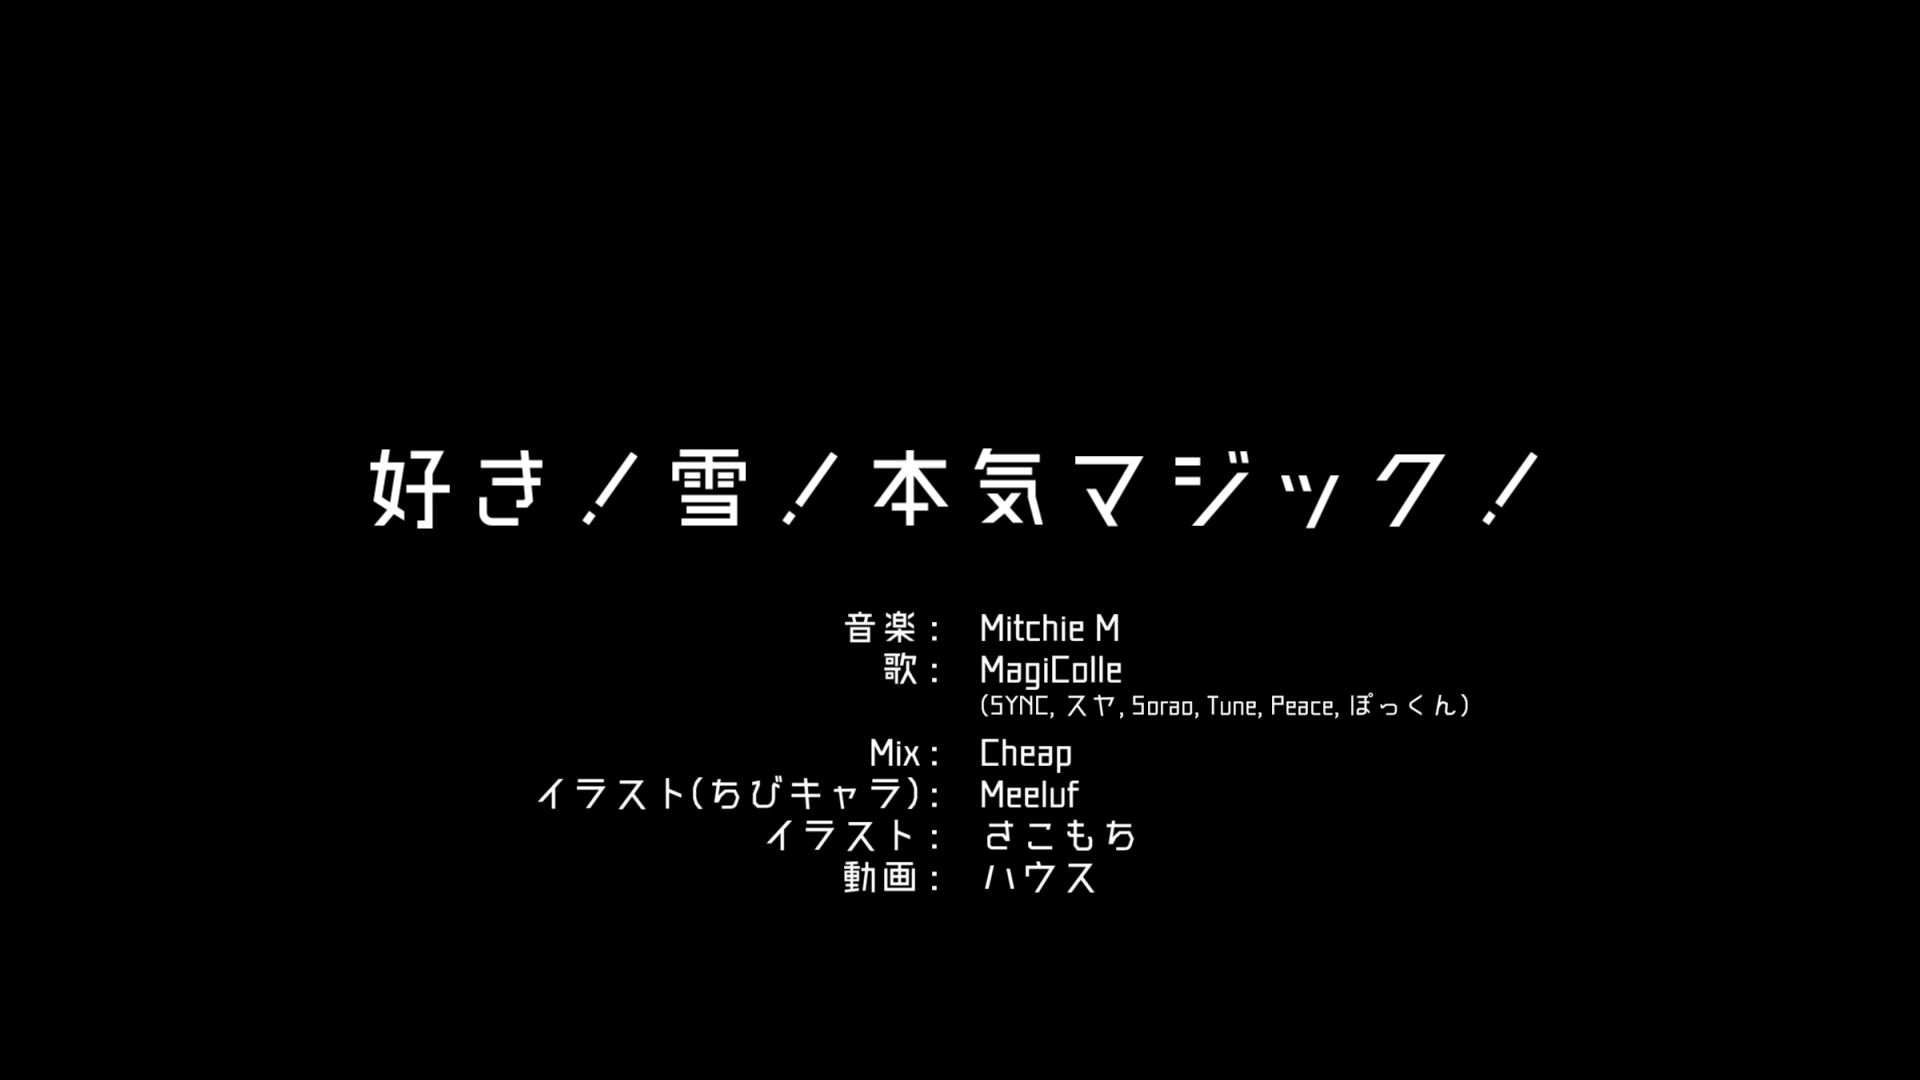 好き！雪！本気マジック！
音楽： Mitchie M
歌： MagiColle
(SYNC, スヤ, Sorao, Tune, Peace, ぽっくん)
Mix： Cheap
イラスト(ちびキャラ)： Meeluf
イラスト： さこもち
動画： ハウス